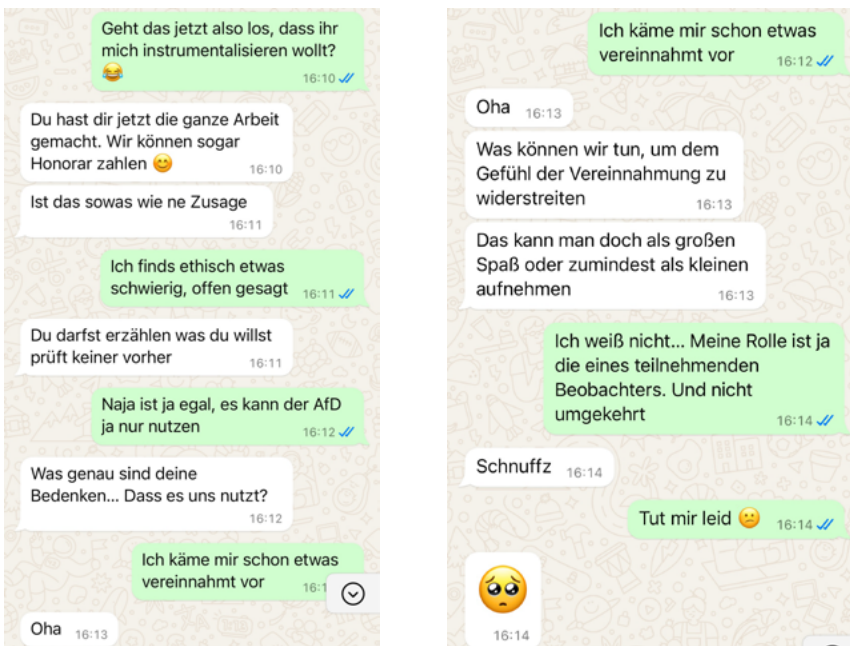 Geht das jetzt also los, dass ihr
mich instrumentalisieren wollt?
😂
16:10
Du hast dir jetzt die ganze Arbeit
gemacht. Wir können sogar
Honorar zahlen 😊
16:10
Ist das sowas wie ne Zusage
16:11
Ich finds ethisch etwas
schwierig, offen gesagt 16:11
Du darfst erzählen was du willst
prüft keiner vorher
16:11
Naja ist ja egal, es kann der AfD
ja nur nutzen
16:12
Was genau sind deine
Bedenken... Dass es uns nutzt?
16:12
Ich käme mir schon etwas
vereinnahmt vor
Oha 16:13
Ich käme mir schon etwas
vereinnahmt vor 16:12
Oha 16:13
Was können wir tun, um dem
Gefühl der Vereinnahmung zu
widerstreiten
16:13
Das kann man doch als großen
Spaß oder zumindest als kleinen
aufnehmen
16:13
Ich weiß nicht... Meine Rolle ist ja
die eines teilnehmenden
Beobachters. Und nicht
umgekehrt
16:14
Schnuffz 16:14
Tut mir leid 😕 16:14
🥺
16:14